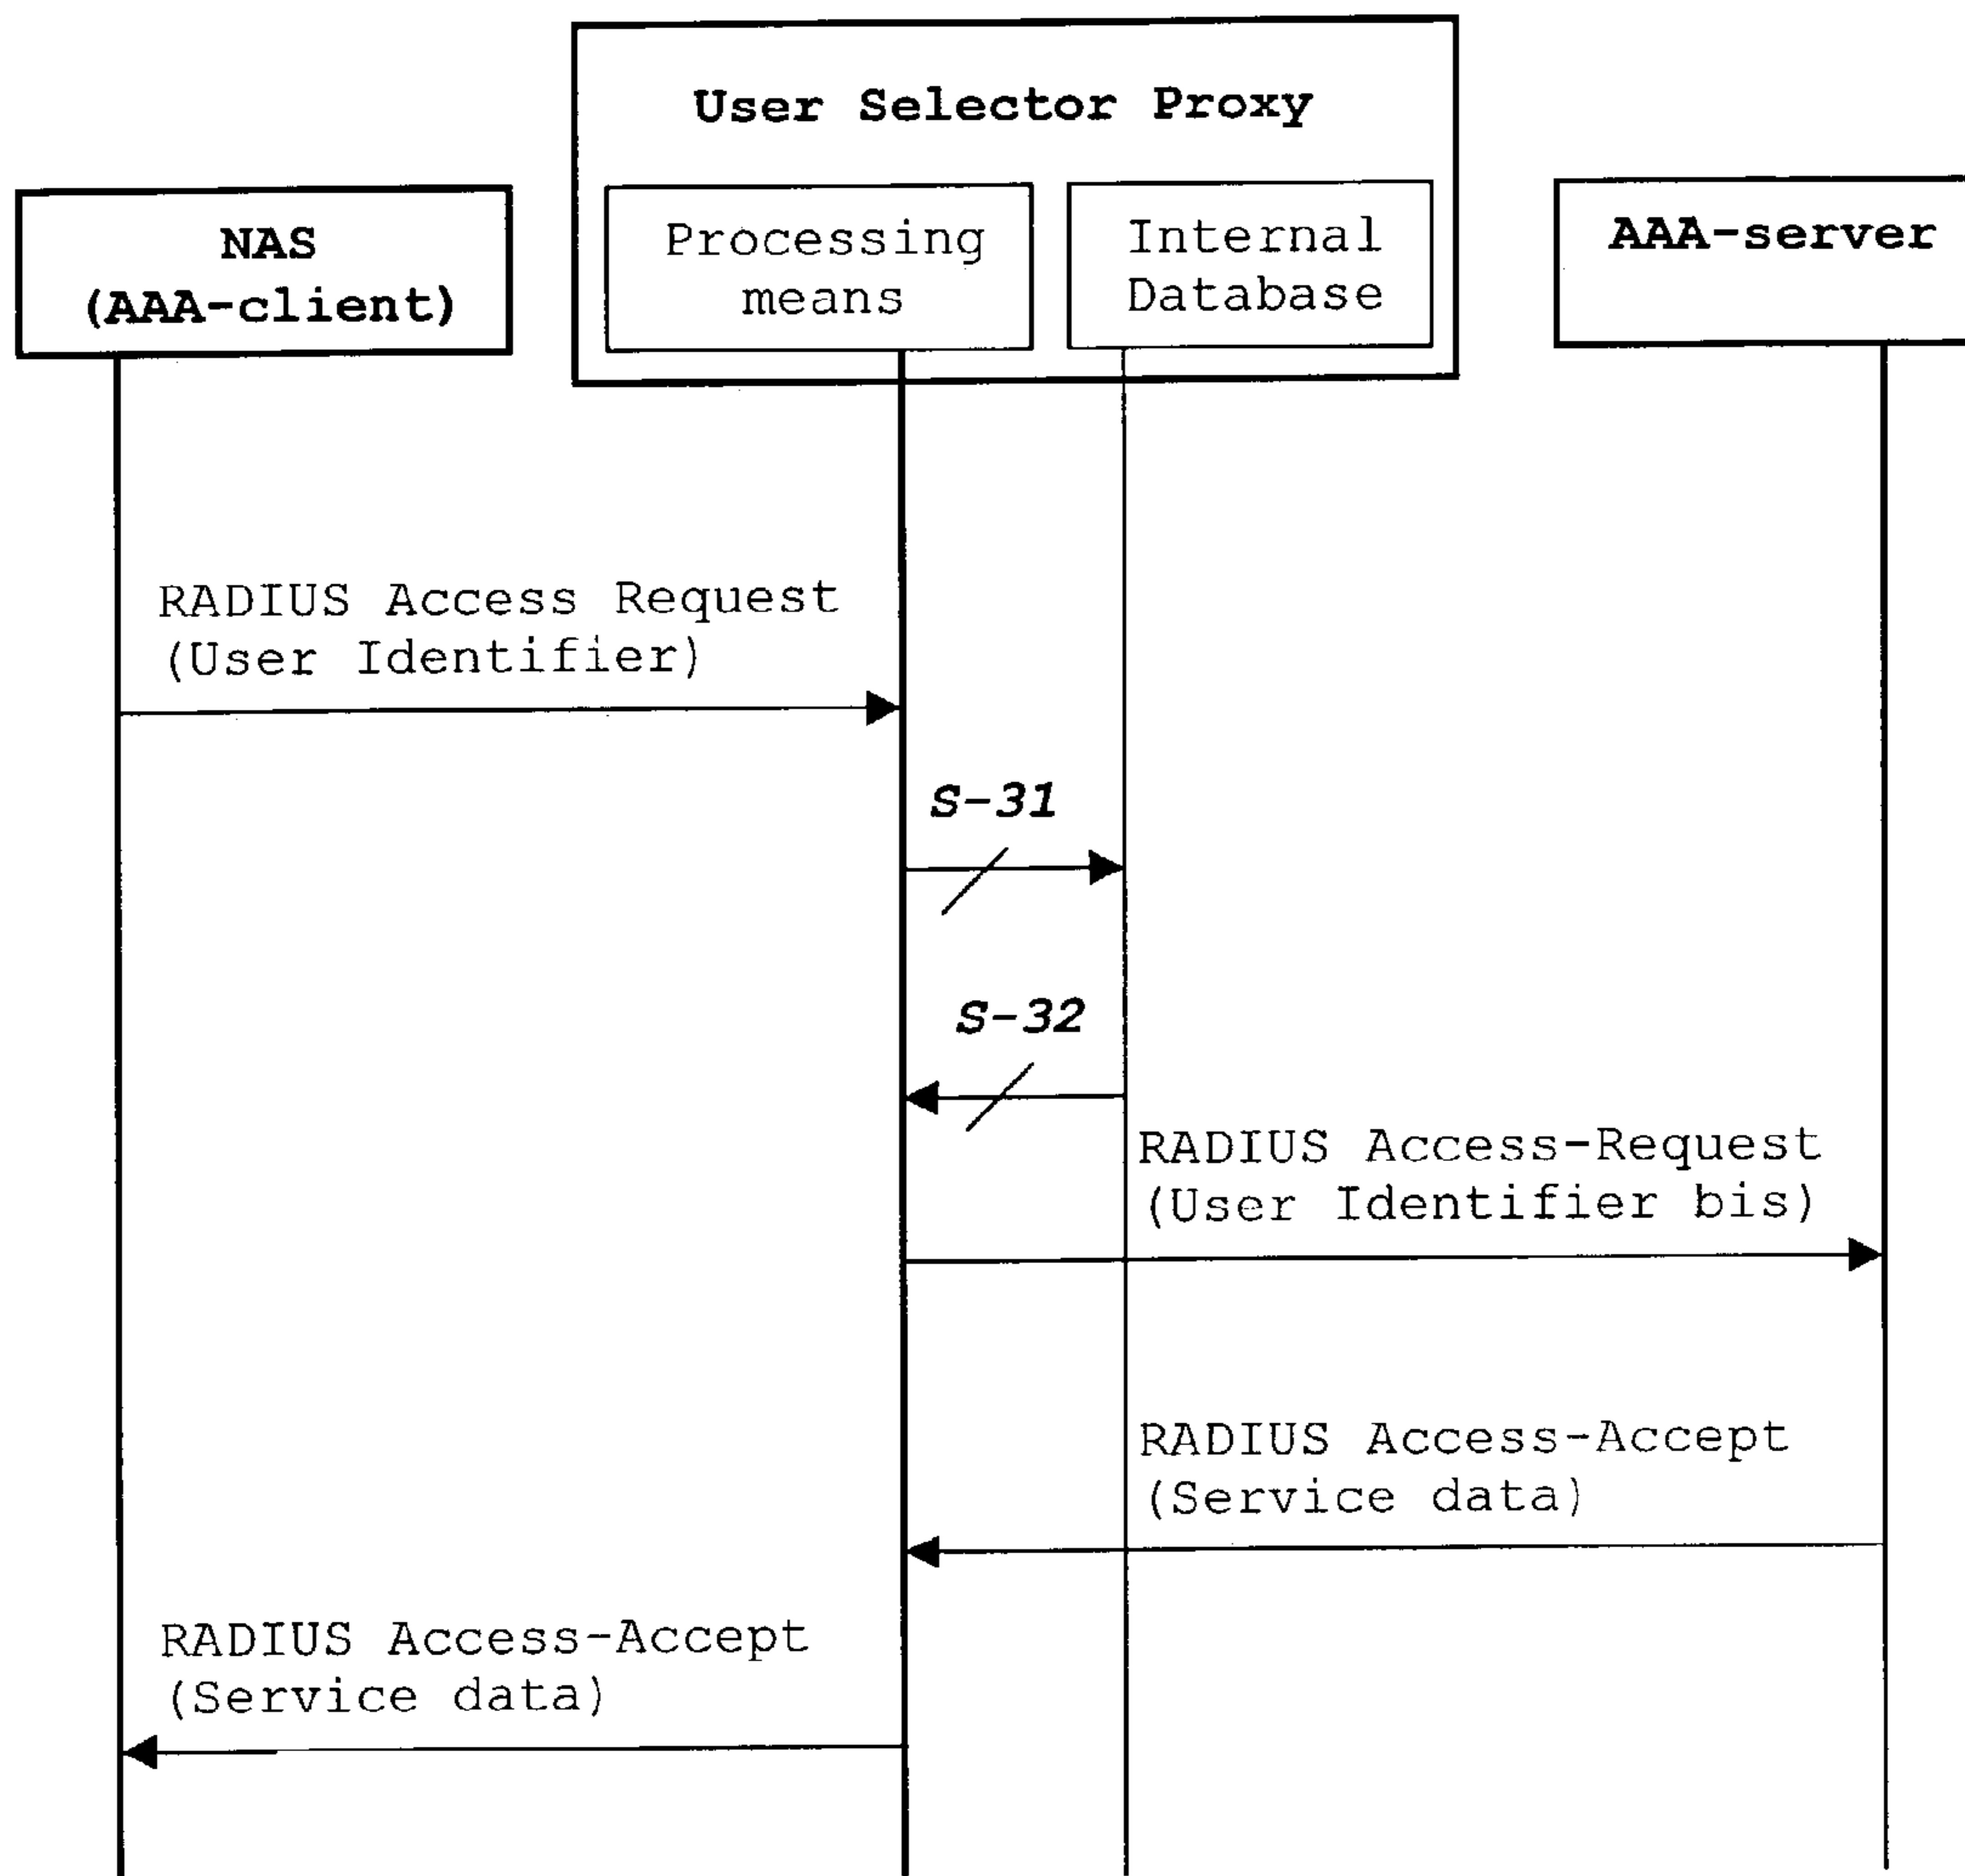 User Selector Proxy
NAS
(AAA-client)
Processing
means
Internal
Database
AAA-server
RADIUS Access Request
(User Identifier)
S-31
S-32
RADIUS Access-Request
(User Identifier bis)
RADIUS Access-Accept
(Service data)
RADIUS Access-Accept
(Service data)